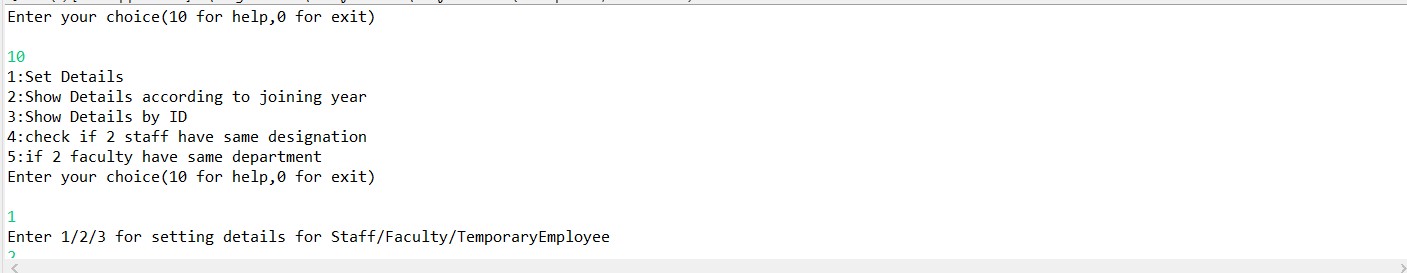 Enter your choice(10 for help,0 for exit)
10
1:Set Details
2:Show Details according to joining year
3:Show Details by ID
4:check if 2 staff have same designation
5:if 2 faculty have same department
Enter your choice(10 for help,0 for exit)
1
Enter 1/2/3 for setting details for Staff/Faculty/TemporaryEmployee